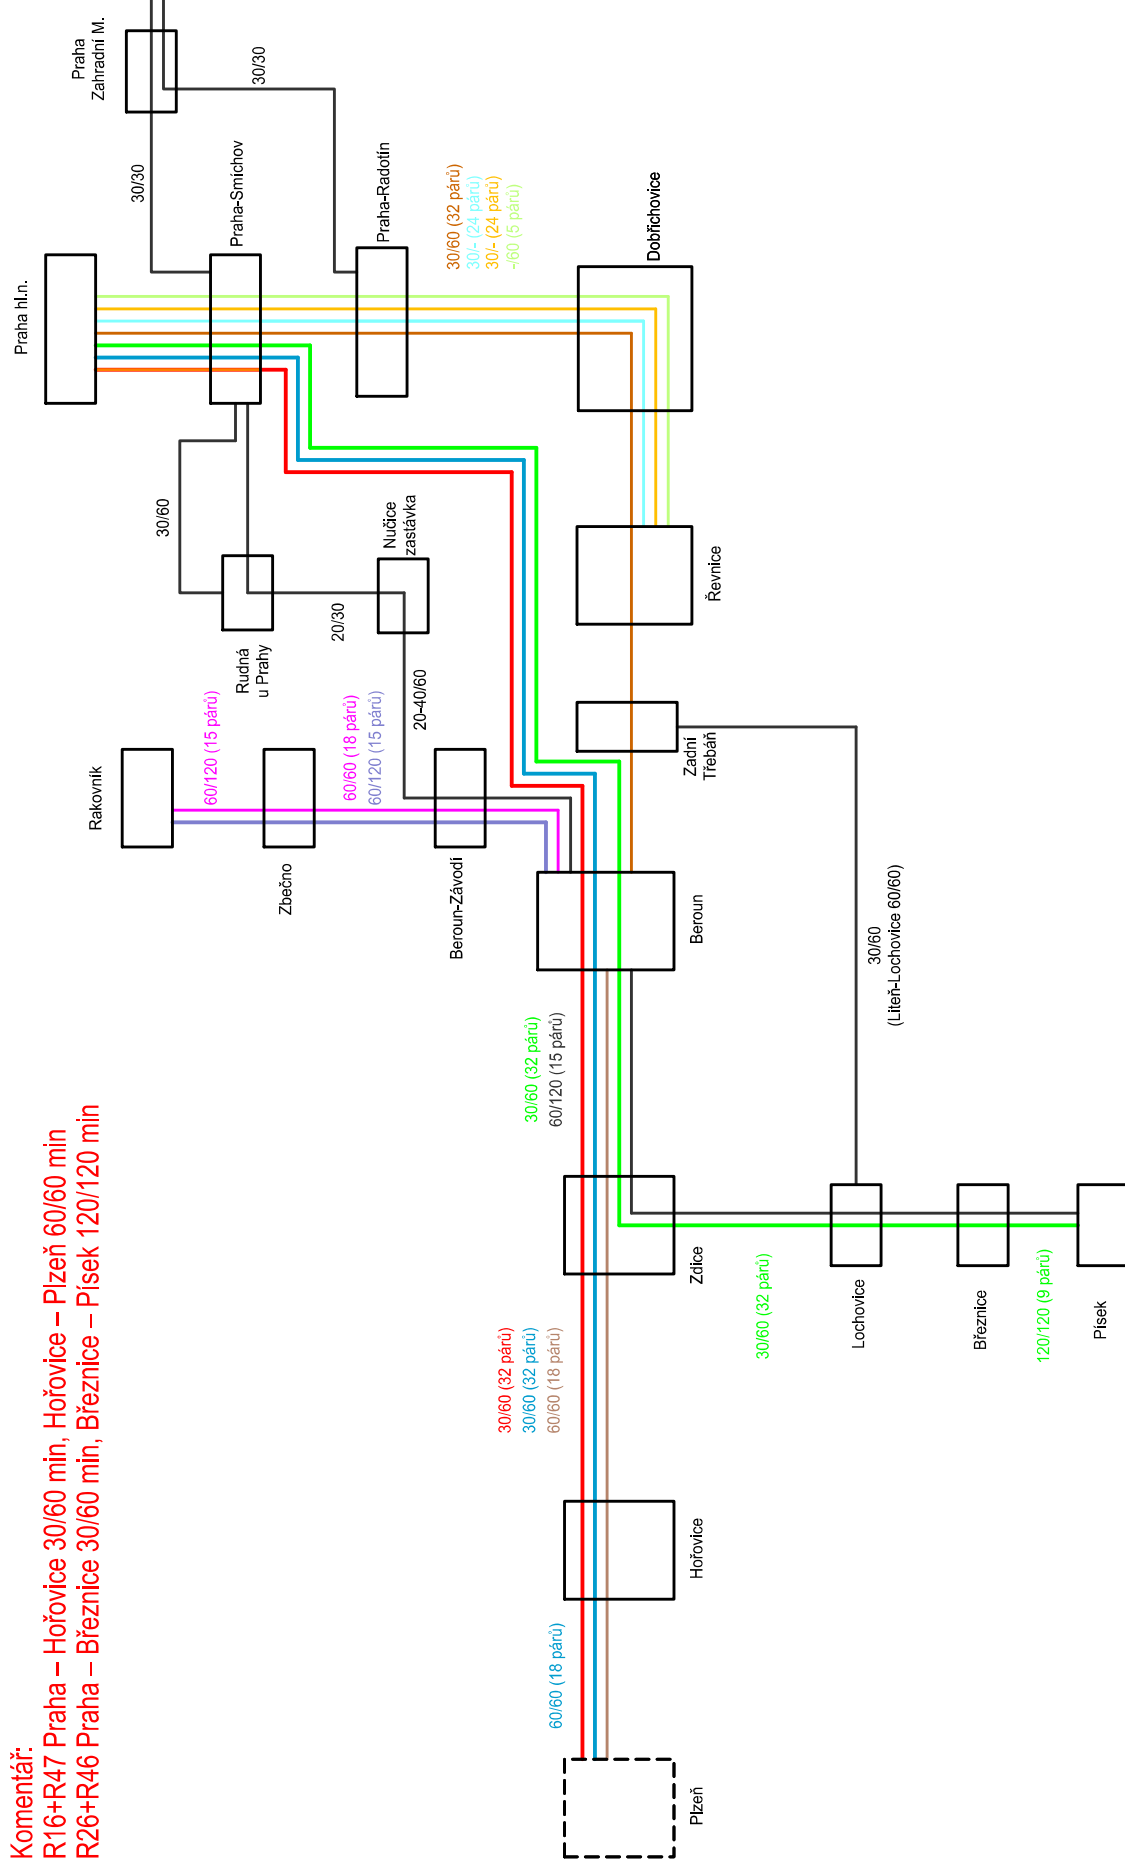 Komentář:
R16+R47 Praha – Hořovice 30/60 min, Hořovice – Plzeň 60/60 min
R26+R46 Praha – Březnice 30/60 min, Březnice – Písek 120/120 min
Praha hl.n.
Praha
Zahradní M.
30/30
30/30
Praha-Smíchov
Praha-Radotín
30/60 (32 párů)
30/- (24 párů)
30/- (24 párů)
-/60 (5 párů)
Dobřichovice
30/60
Rudná
u Prahy
20/30
Nučice
zastávka
20-40/60
Řevnice
Rakovník
60/120 (15 párů)
Zbečno
60/60 (18 párů)
60/120 (15 párů)
Beroun-Závodí
Zadní
Třebáň
Beroun
30/60
(Liteň-Lochovice 60/60)
30/60 (32 párů)
60/120 (15 párů)
Zdice
30/60 (32 párů)
Lochovice
Březnice
120/120 (9 párů)
Písek
30/60 (32 párů)
30/60 (32 párů)
60/60 (18 párů)
Hořovice
60/60 (18 párů)
Plzeň